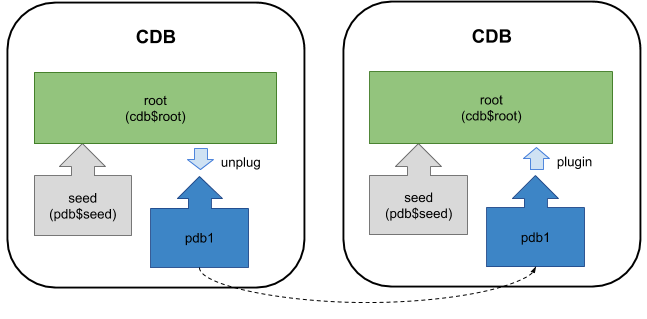 CDB
root
(cdb$root)
unplug
seed
(pdb$seed)
pdb1
CDB
root
(cdb$root)
plugin
seed
(pdb$seed)
pdb1